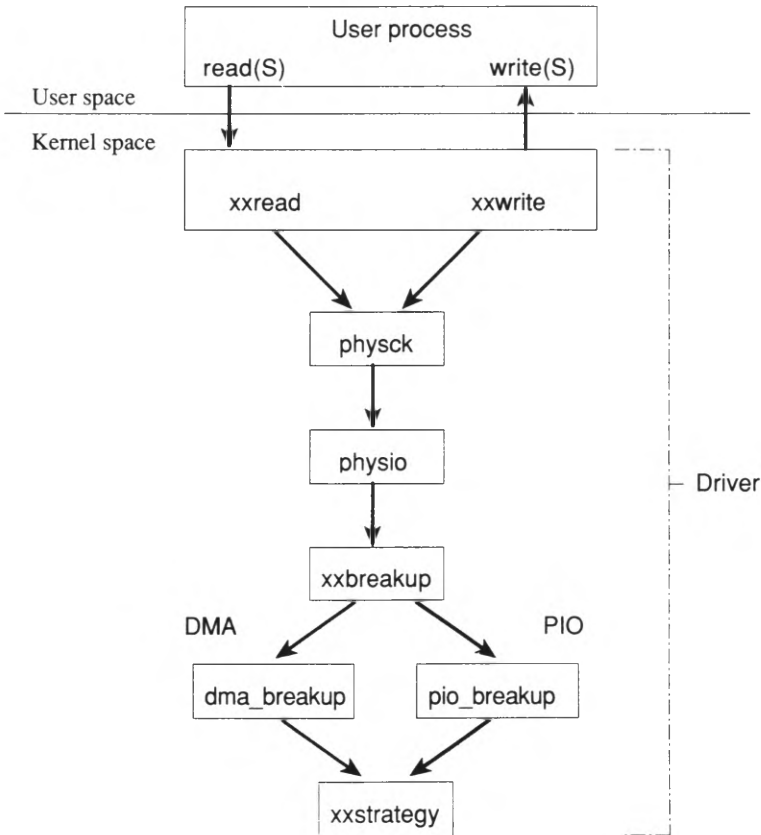 User process
read(S) write(S)
User space
Kernel space
xxread xxwrite
physck
physio
Driver
xxbreakup
DMA PIO
dma_breakup pio_breakup
xxstrategy